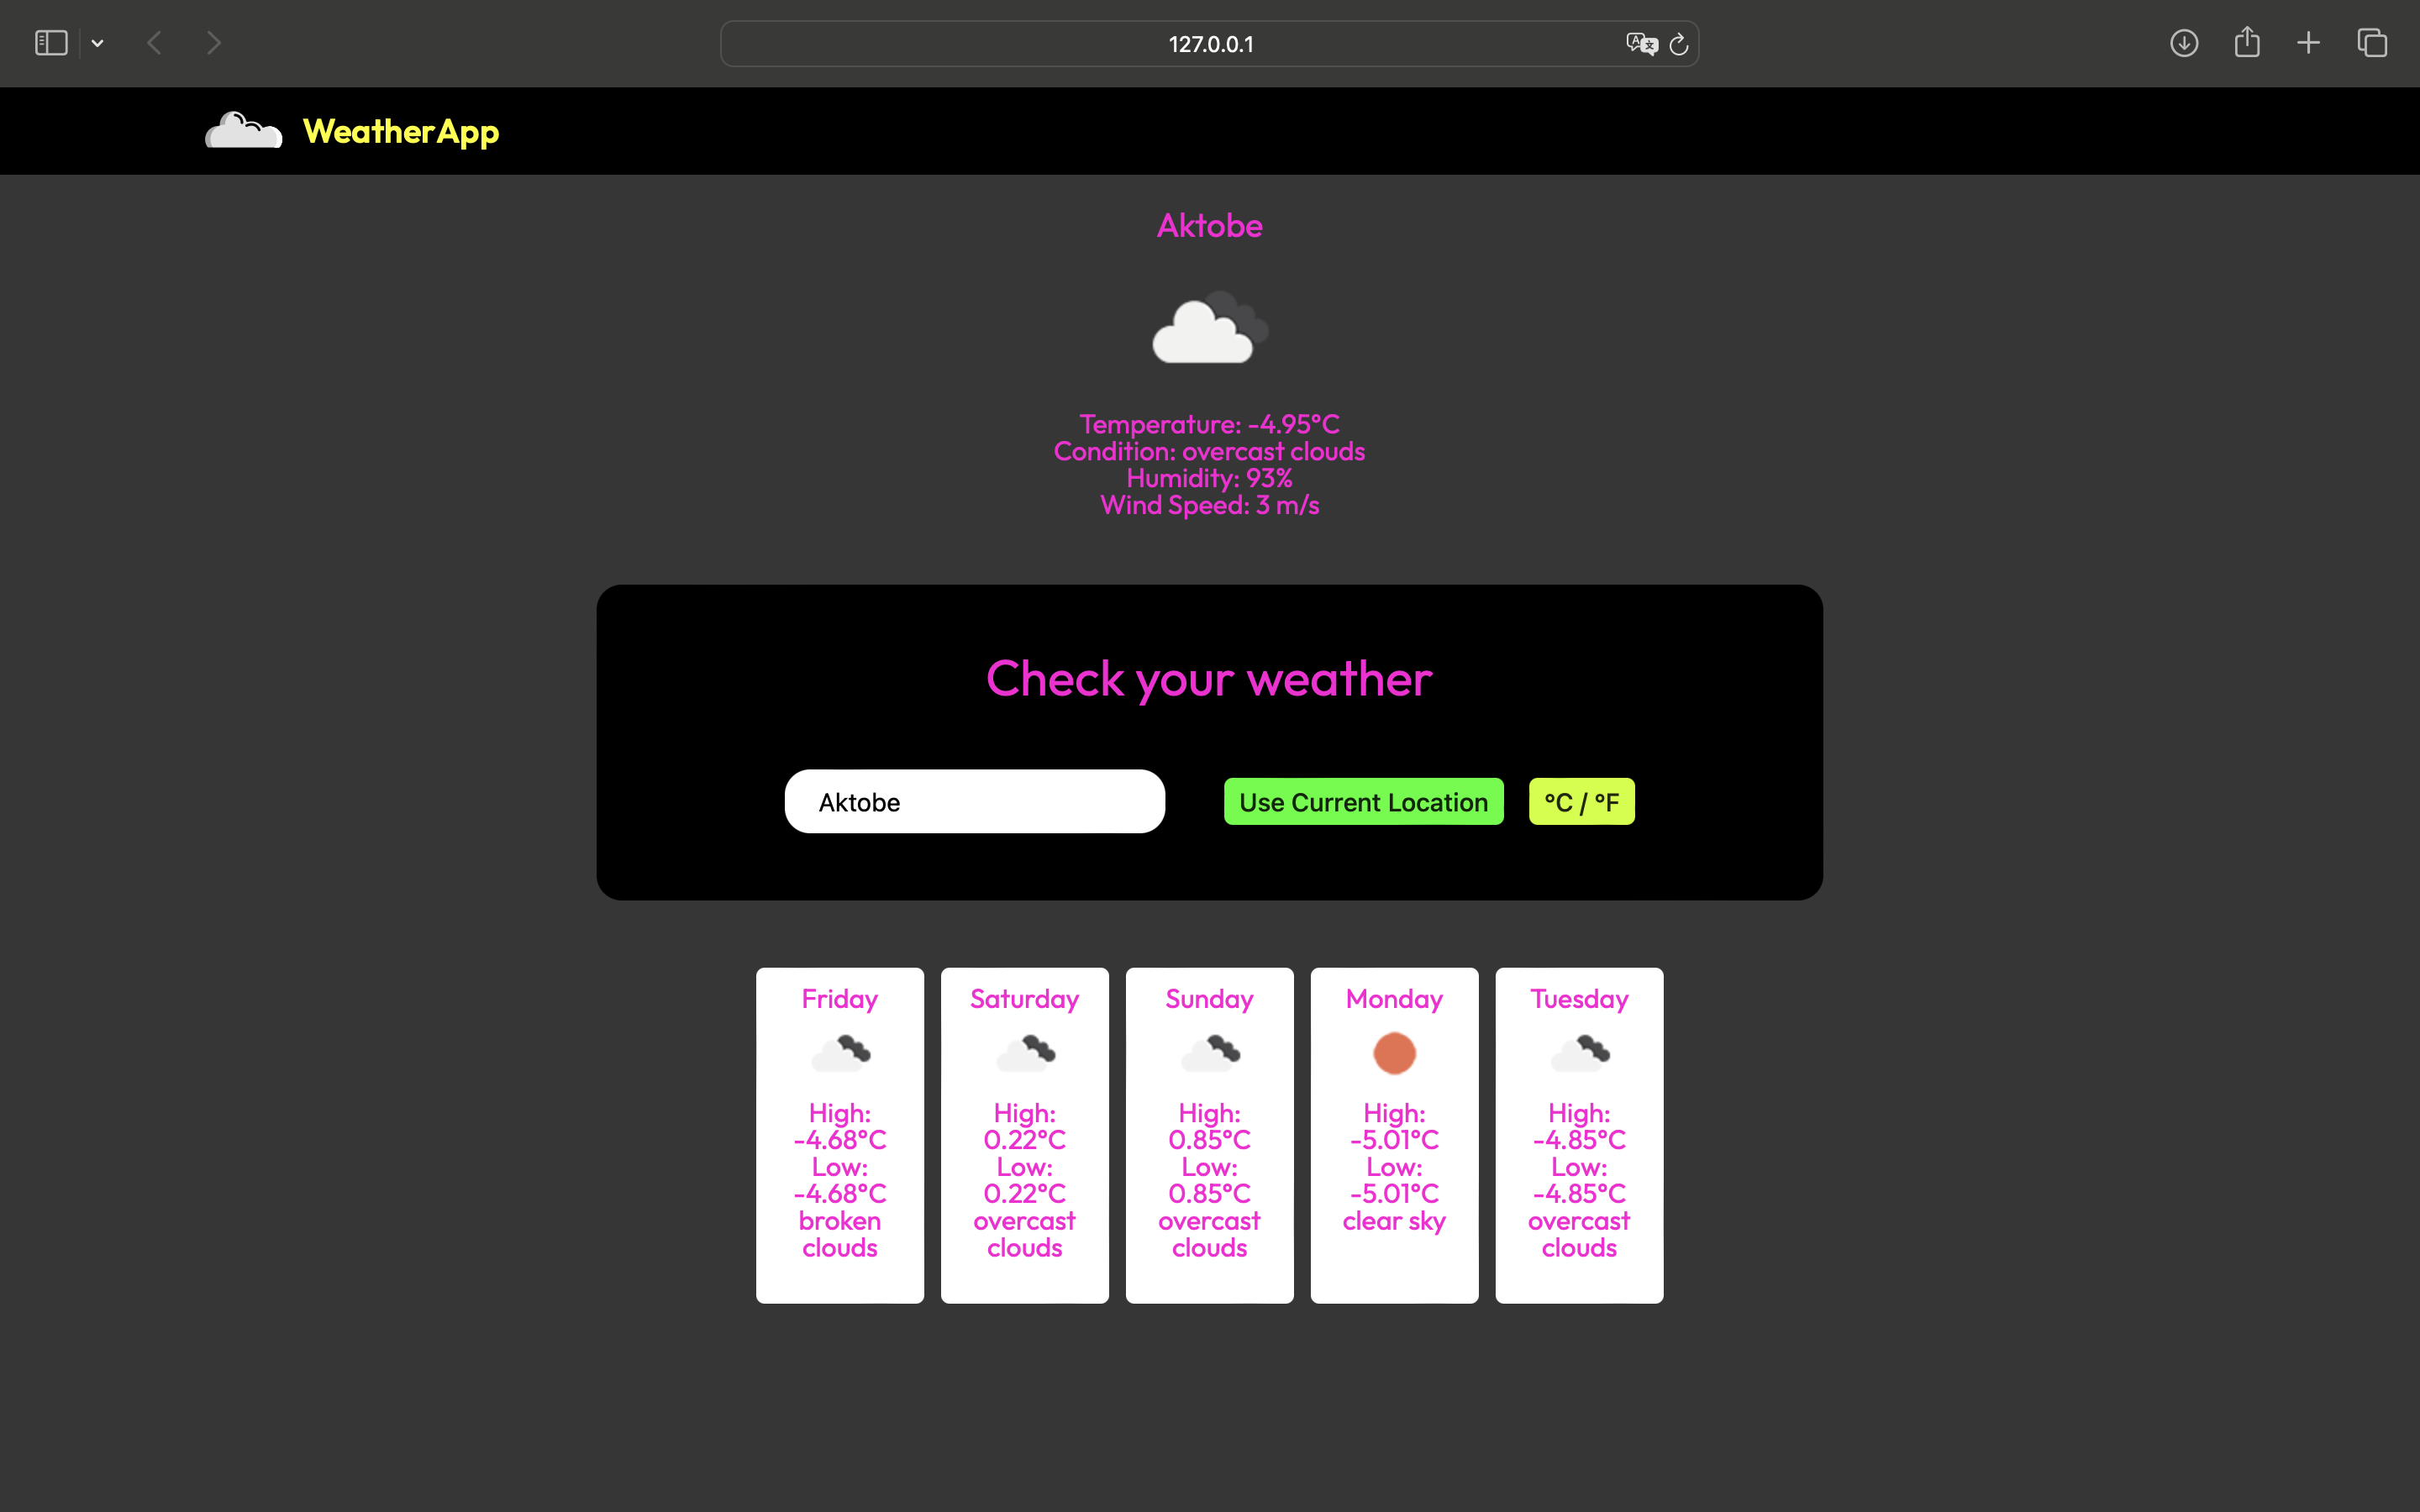 127.0.0.1
WeatherApp
Aktobe
Temperature: -4.95°C
Condition: overcast clouds
Humidity: 93%
Wind Speed: 3 m/s
Check your weather
Aktobe
Use Current Location
°C / °F
Friday
High:
-4.68°C
Low:
-4.68°C
broken
clouds
Saturday
High:
0.22°C
Low:
0.22°C
overcast
clouds
Sunday
High:
0.85°C
Low:
0.85°C
overcast
clouds
Monday
High:
-5.01°C
Low:
-5.01°C
clear sky
Tuesday
High:
-4.85°C
Low:
-4.85°C
overcast
clouds